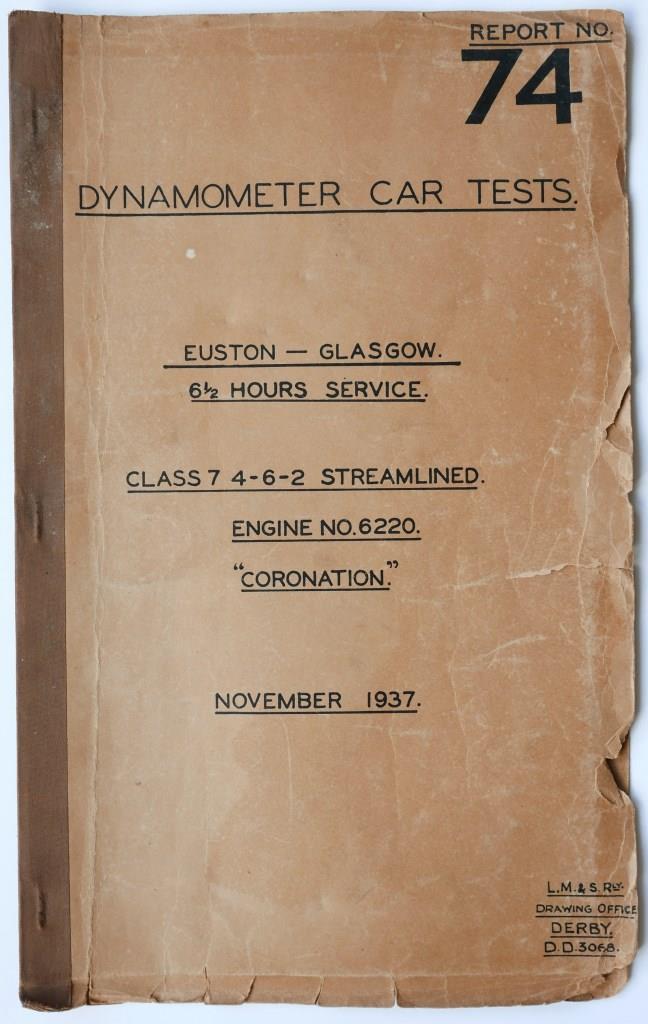 REPORT NO.
74
DYNAMOMETER CAR TESTS.
EUSTON — GLASGOW.
6½ HOURS SERVICE.
CLASS 7 4-6-2 STREAMLINED.
ENGINE NO. 6220.
"CORONATION."
NOVEMBER 1937.
L.M. & S. RLY.
DRAWING OFFICE
DERBY.
D.D. 3068.